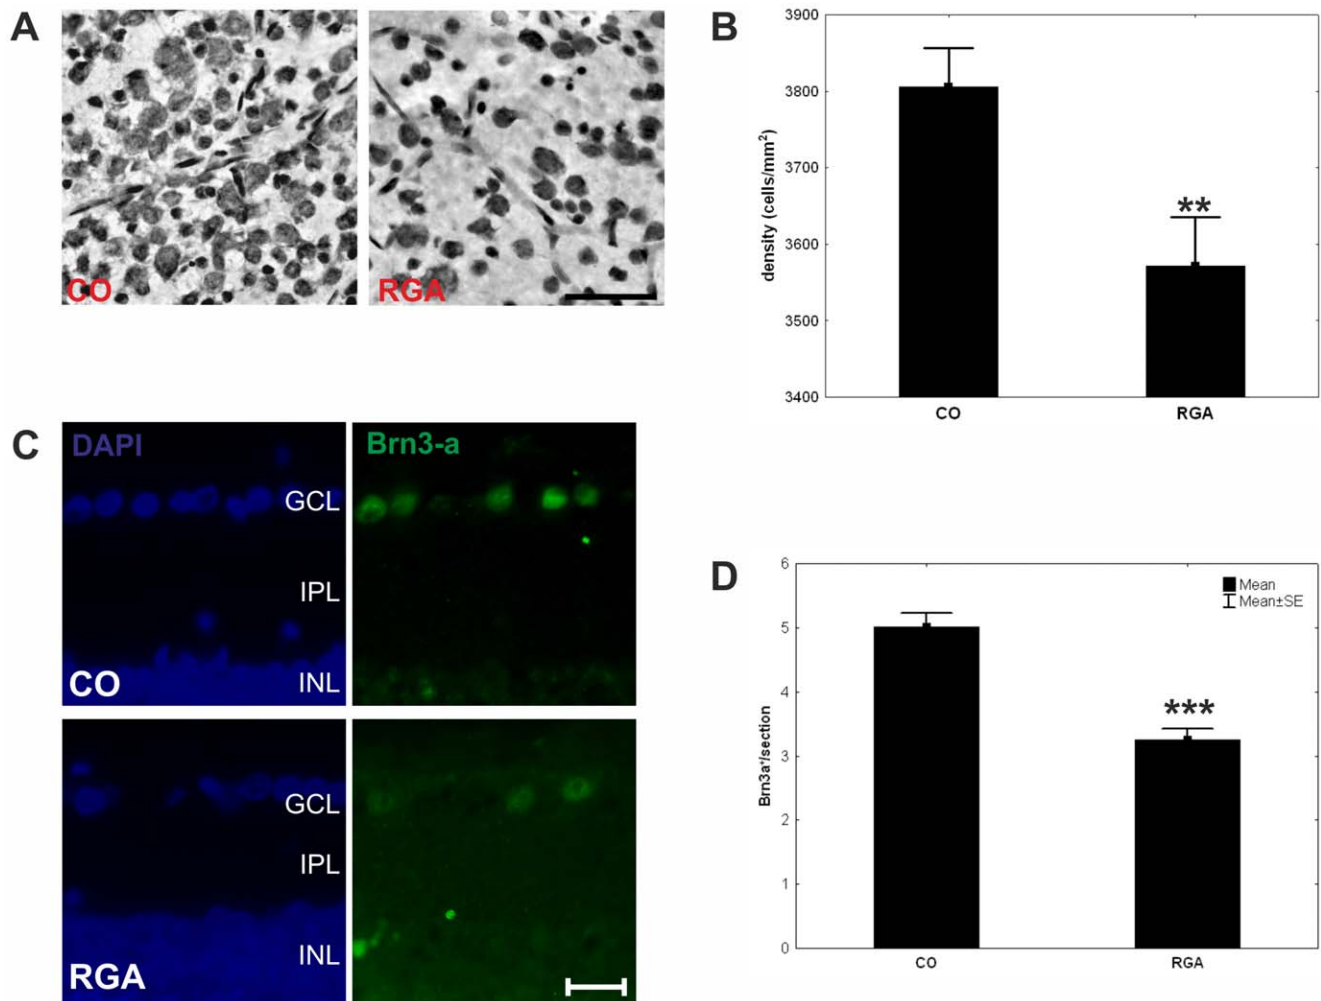 A
CO
RGA
B
3900
3800
3700
3600
3500
3400
density (cells/mm²)
**
CO
RGA
C
DAPI
GCL
IPL
INL
CO
Brn3-a
GCL
IPL
INL
RGA
D
6
5
4
3
2
1
0
Brn3a⁺/section
Mean
Mean±SE
***
CO
RGA